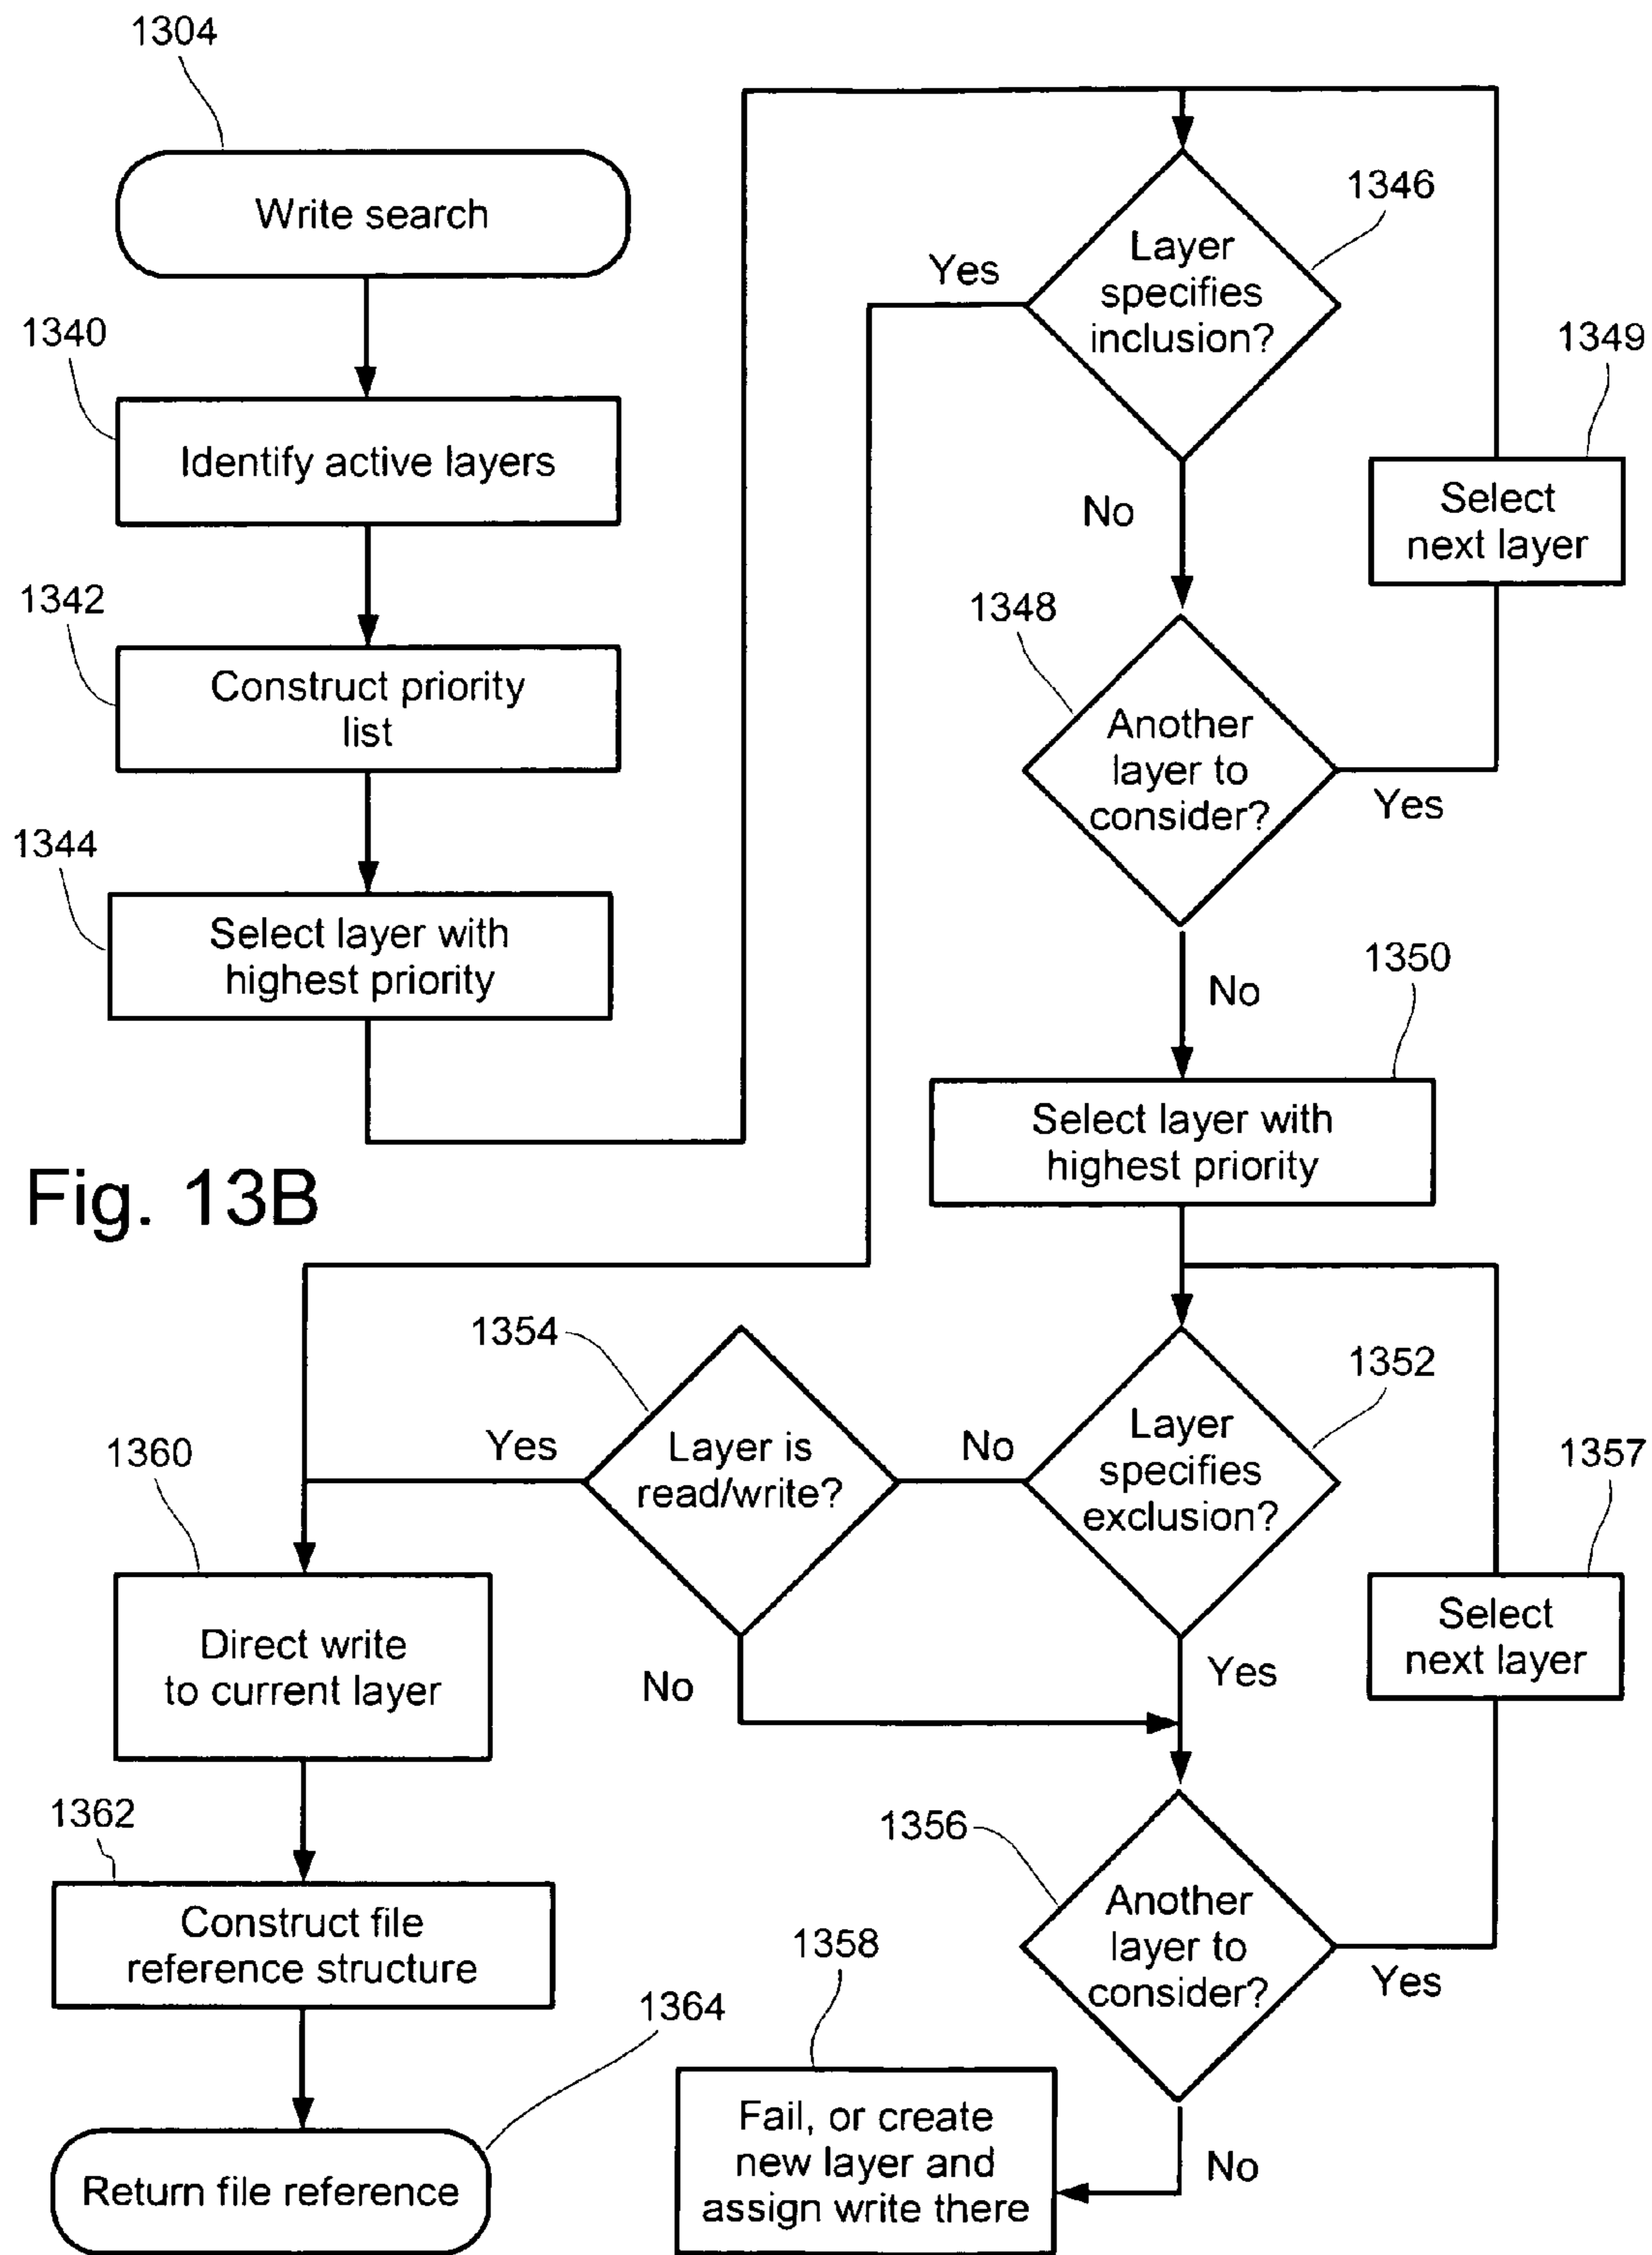 1304
Write search
1340
Identify active layers
1342
Construct priority
list
1344
Select layer with
highest priority
Fig. 13B
1346
Layer
specifies
inclusion?
Yes
No
1349
Select
next layer
1348
Another
layer to
consider?
Yes
No
1350
Select layer with
highest priority
1352
Layer
specifies
exclusion?
No
Yes
1354
Layer is
read/write?
Yes
No
1357
Select
next layer
1356
Another
layer to
consider?
Yes
No
1358
Fail, or create
new layer and
assign write there
1360
Direct write
to current layer
1362
Construct file
reference structure
1364
Return file reference